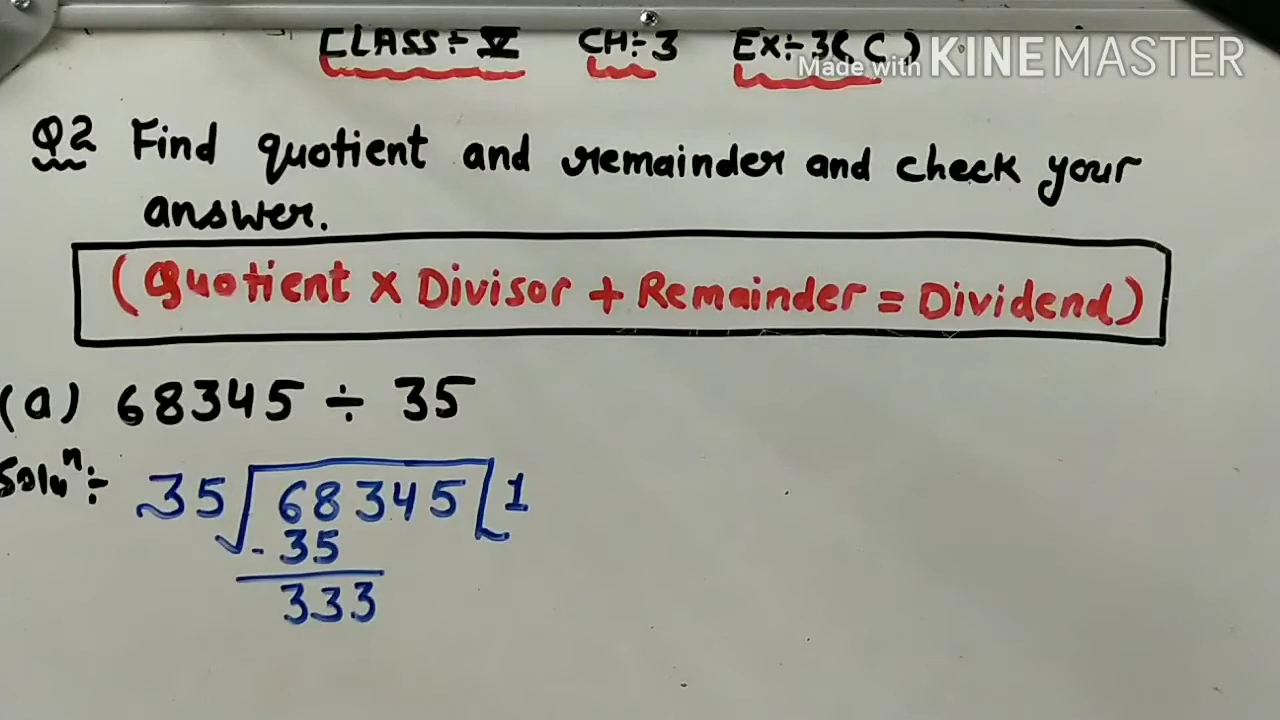 CLASS÷V CH÷3 EX÷3(C)
Made with KINEMASTER
Q2 Find quotient and remainder and check your
answer.
(Quotient × Divisor + Remainder = Dividend)
(a) 68345 ÷ 35
Soluⁿ÷
35 68345 1
- 35
333